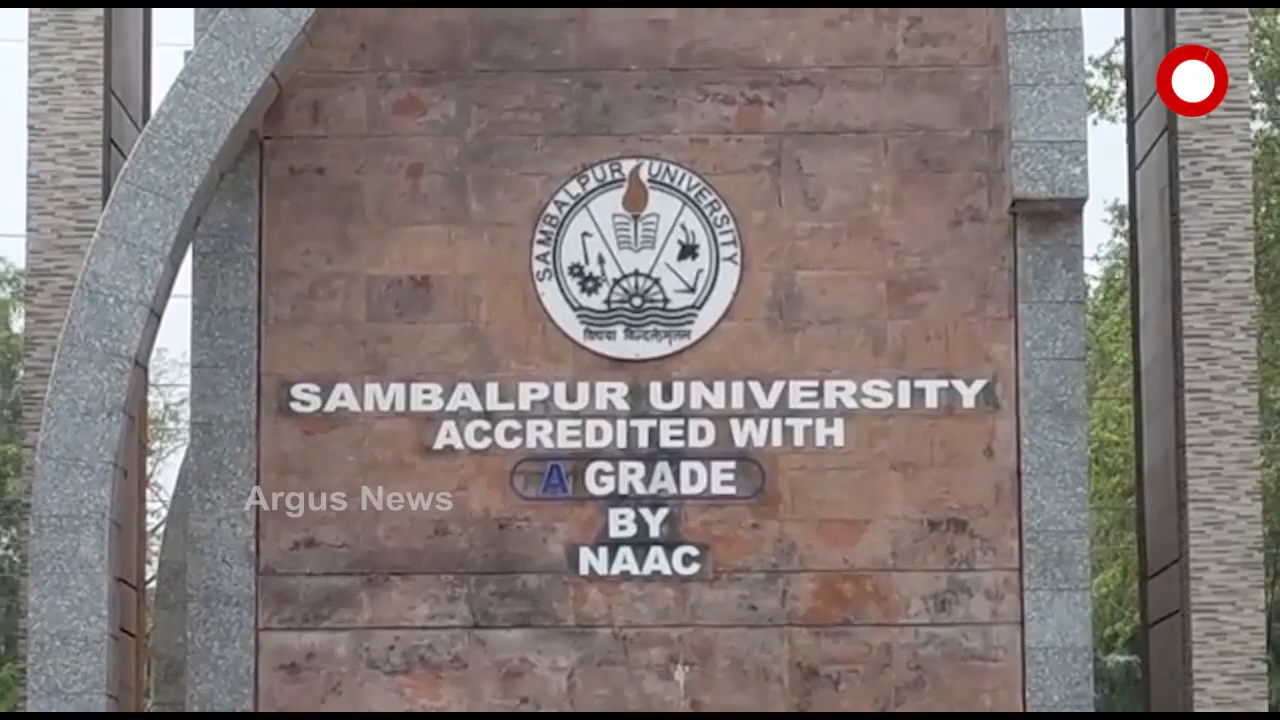 SAMBALPUR UNIVERSITY
SAMBALPUR UNIVERSITY
ACCREDITED WITH
A GRADE
BY
NAAC
Argus News